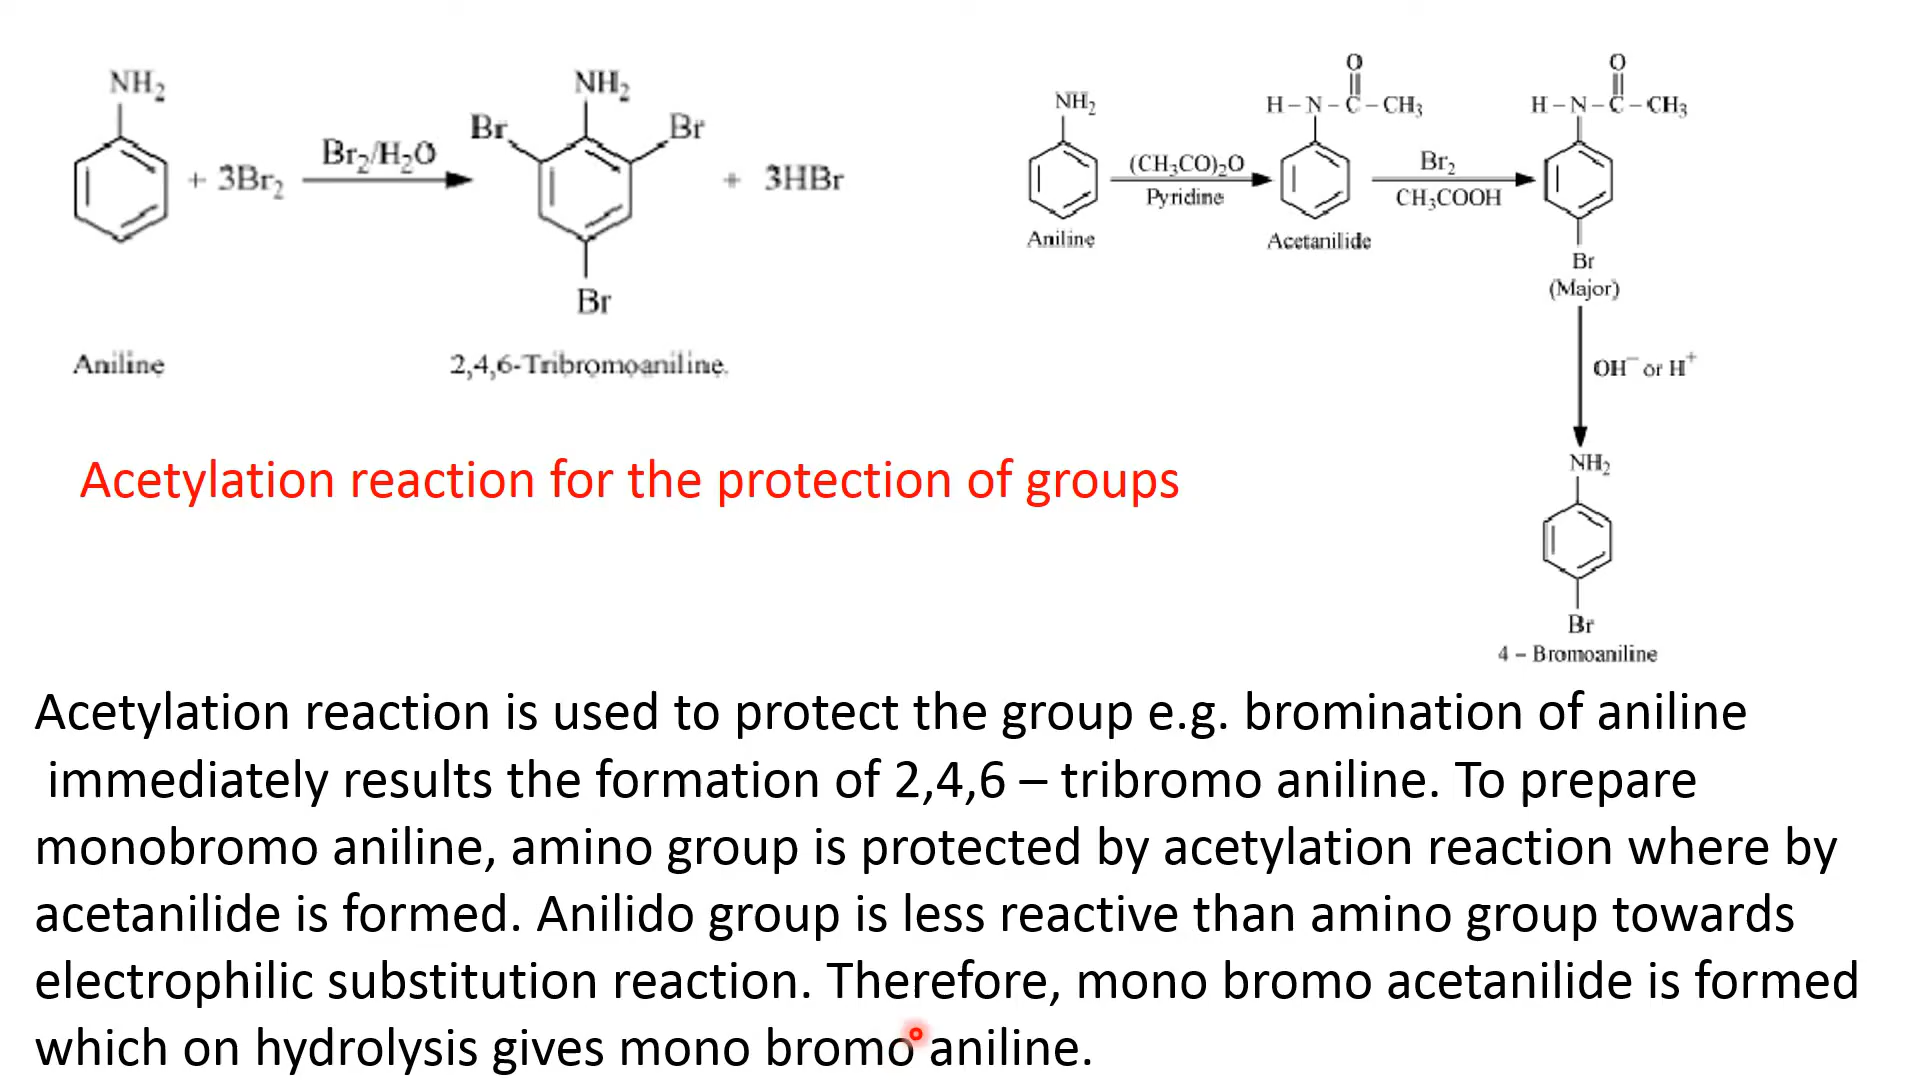 NH2
+ 3Br2
Br2/H2O
NH2
Br
Br
Br
+ 3HBr
Aniline
2,4,6-Tribromoaniline.
NH2
Aniline
(CH3CO)2O
Pyridine
O
H – N – C – CH3
Acetanilide
Br2
CH3COOH
O
H – N – C – CH3
Br
(Major)
OH⁻ or H⁺
NH2
Br
4 – Bromoaniline
Acetylation reaction for the protection of groups
Acetylation reaction is used to protect the group e.g. bromination of aniline
immediately results the formation of 2,4,6 – tribromo aniline. To prepare
monobromo aniline, amino group is protected by acetylation reaction where by
acetanilide is formed. Anilido group is less reactive than amino group towards
electrophilic substitution reaction. Therefore, mono bromo acetanilide is formed
which on hydrolysis gives mono bromo aniline.